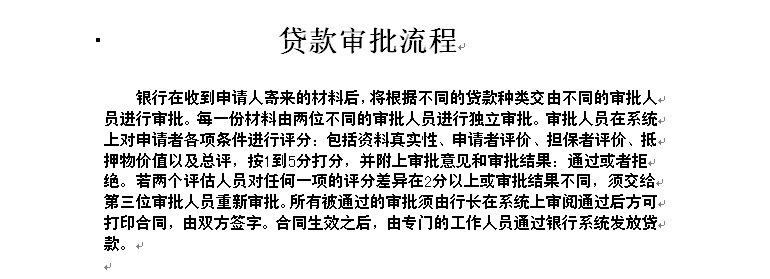 贷款审批流程
银行在收到申请人寄来的材料后，将根据不同的贷款种类交由不同的审批人
员进行审批。每一份材料由两位不同的审批人员进行独立审批。审批人员在系统
上对申请者各项条件进行评分：包括资料真实性、申请者评价、担保者评价、抵
押物价值以及总评，按1到5分打分，并附上审批意见和审批结果：通过或者拒
绝。若两个评估人员对任何一项的评分差异在2分以上或审批结果不同，须交给
第三位审批人员重新审批。所有被通过的审批须由行长在系统上审阅通过后方可
打印合同，由双方签字。合同生效之后，由专门的工作人员通过银行系统发放贷
款。